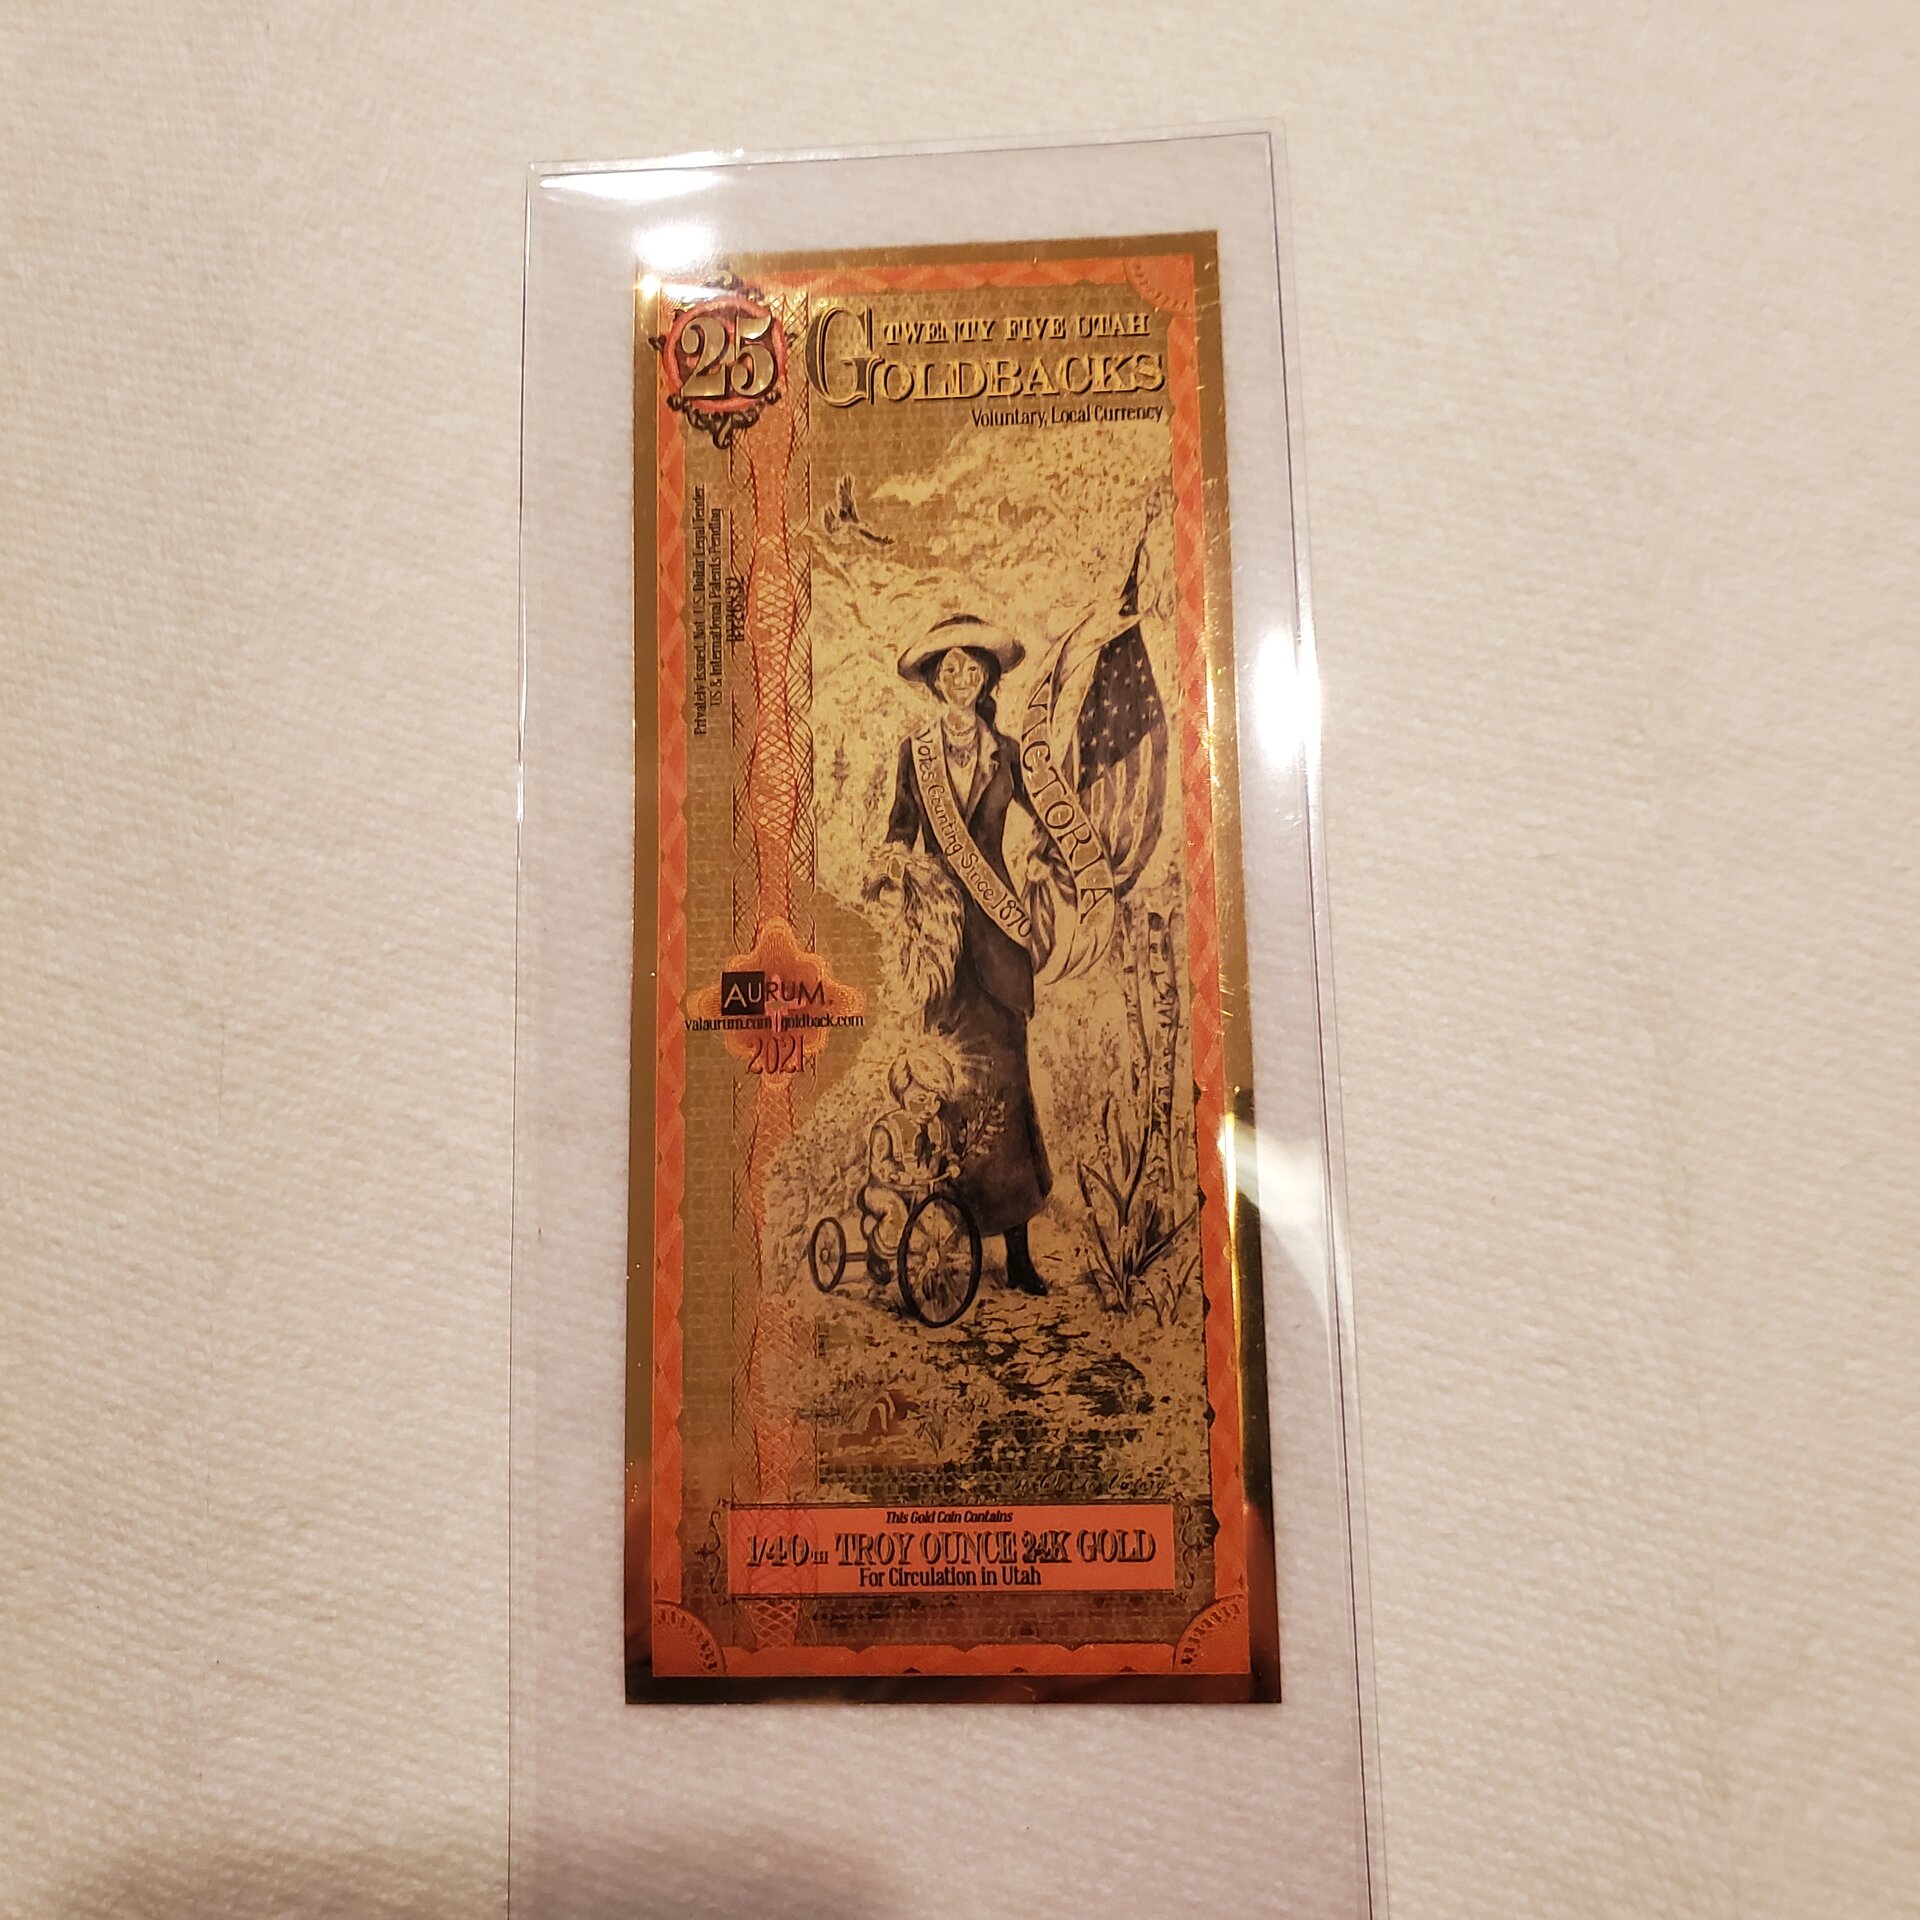 25
TWENTY FIVE UTAH
GOLDBACKS
Voluntary, Local Currency
Privately Issued, Not U.S. Dollar Legal Tender
US & International Patents Pending
VICTORIA
Votes Counting Since 1870
AURUM
valaurum.com | goldback.com
2021
This Gold Coin Contains
1/40TH TROY OUNCE 24K GOLD
For Circulation in Utah